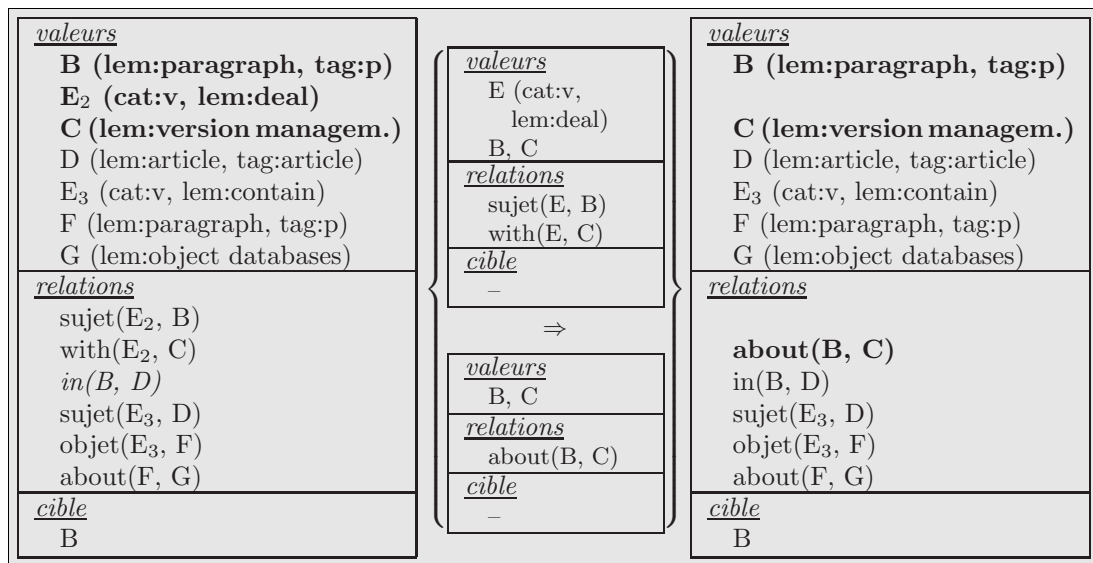 valeurs
B (lem:paragraph, tag:p)
E₂ (cat:v, lem:deal)
C (lem:version managem.)
D (lem:article, tag:article)
E₃ (cat:v, lem:contain)
F (lem:paragraph, tag:p)
G (lem:object databases)
relations
sujet(E₂, B)
with(E₂, C)
in(B, D)
sujet(E₃, D)
objet(E₃, F)
about(F, G)
cible
B
valeurs
E (cat:v,
lem:deal)
B, C
relations
sujet(E, B)
with(E, C)
cible
–
⇒
valeurs
B, C
relations
about(B, C)
cible
–
valeurs
B (lem:paragraph, tag:p)
C (lem:version managem.)
D (lem:article, tag:article)
E₃ (cat:v, lem:contain)
F (lem:paragraph, tag:p)
G (lem:object databases)
relations
about(B, C)
in(B, D)
sujet(E₃, D)
objet(E₃, F)
about(F, G)
cible
B